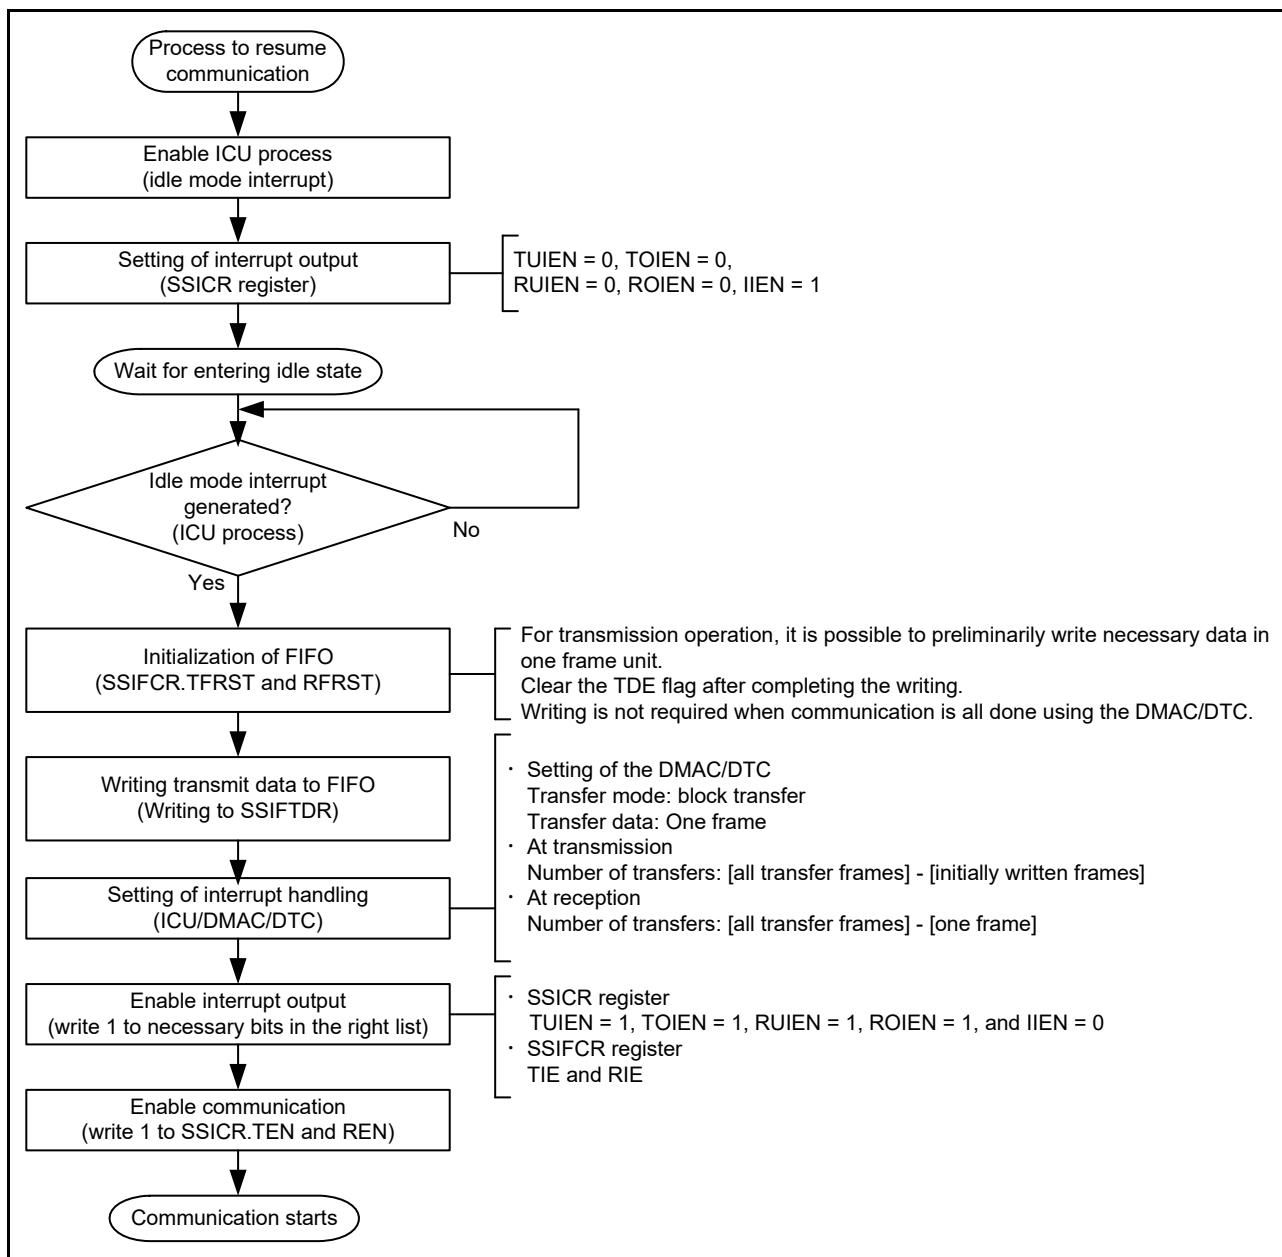 Process to resume
communication
Enable ICU process
(idle mode interrupt)
Setting of interrupt output
(SSICR register)
TUIEN = 0, TOIEN = 0,
RUIEN = 0, ROIEN = 0, IIEN = 1
Wait for entering idle state
Idle mode interrupt
generated?
(ICU process)
No
Yes
Initialization of FIFO
(SSIFCR.TFRST and RFRST)
For transmission operation, it is possible to preliminarily write necessary data in
one frame unit.
Clear the TDE flag after completing the writing.
Writing is not required when communication is all done using the DMAC/DTC.
Writing transmit data to FIFO
(Writing to SSIFTDR)
・ Setting of the DMAC/DTC
Transfer mode: block transfer
Transfer data: One frame
・ At transmission
Number of transfers: [all transfer frames] - [initially written frames]
・ At reception
Number of transfers: [all transfer frames] - [one frame]
Setting of interrupt handling
(ICU/DMAC/DTC)
Enable interrupt output
(write 1 to necessary bits in the right list)
・ SSICR register
TUIEN = 1, TOIEN = 1, RUIEN = 1, ROIEN = 1, and IIEN = 0
・ SSIFCR register
TIE and RIE
Enable communication
(write 1 to SSICR.TEN and REN)
Communication starts